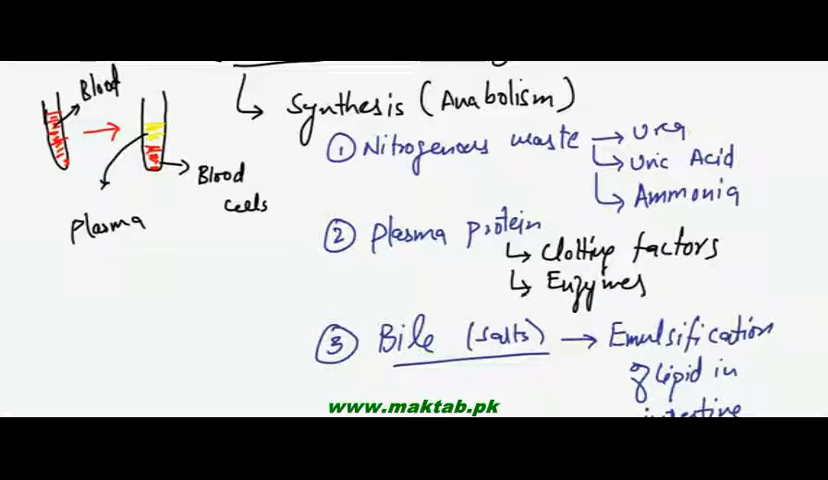 Blood
Blood
cells
Plasma
Synthesis (Anabolism)
① Nitrogenous waste → Urea
Uric Acid
Ammonia
② Plasma protein
↳ Clotting factors
↳ Enzymes
③ Bile (salts) → Emulsification
of lipid in
intestine
www.maktab.pk